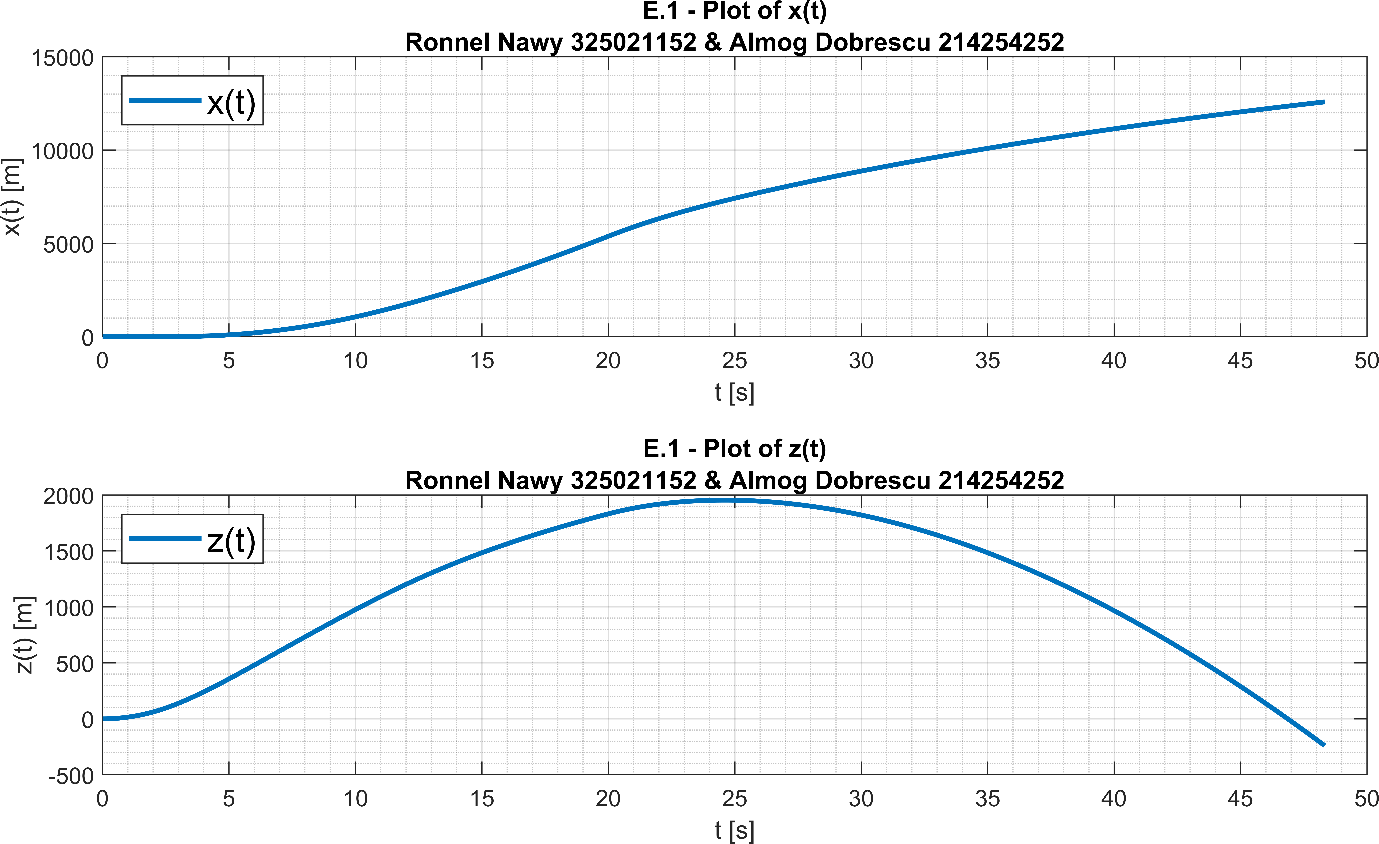 E.1 - Plot of x(t)
Ronnel Nawy 325021152 & Almog Dobrescu 214254252
15000
10000
5000
0
x(t) [m]
x(t)
0 5 10 15 20 25 30 35 40 45 50
t [s]
E.1 - Plot of z(t)
Ronnel Nawy 325021152 & Almog Dobrescu 214254252
2000
1500
1000
500
0
-500
z(t) [m]
z(t)
0 5 10 15 20 25 30 35 40 45 50
t [s]